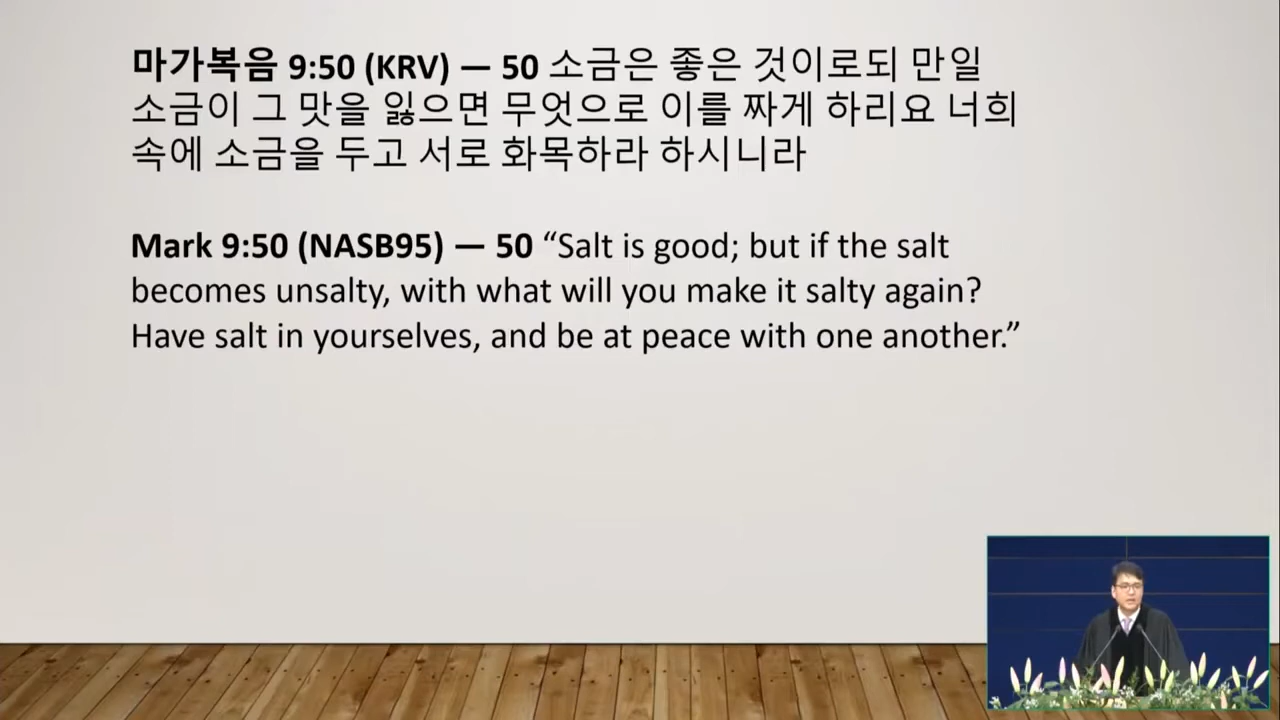 마가복음 9:50 (KRV) — 50 소금은 좋은 것이로되 만일
소금이 그 맛을 잃으면 무엇으로 이를 짜게 하리요 너희
속에 소금을 두고 서로 화목하라 하시니라
Mark 9:50 (NASB95) — 50 “Salt is good; but if the salt
becomes unsalty, with what will you make it salty again?
Have salt in yourselves, and be at peace with one another.”